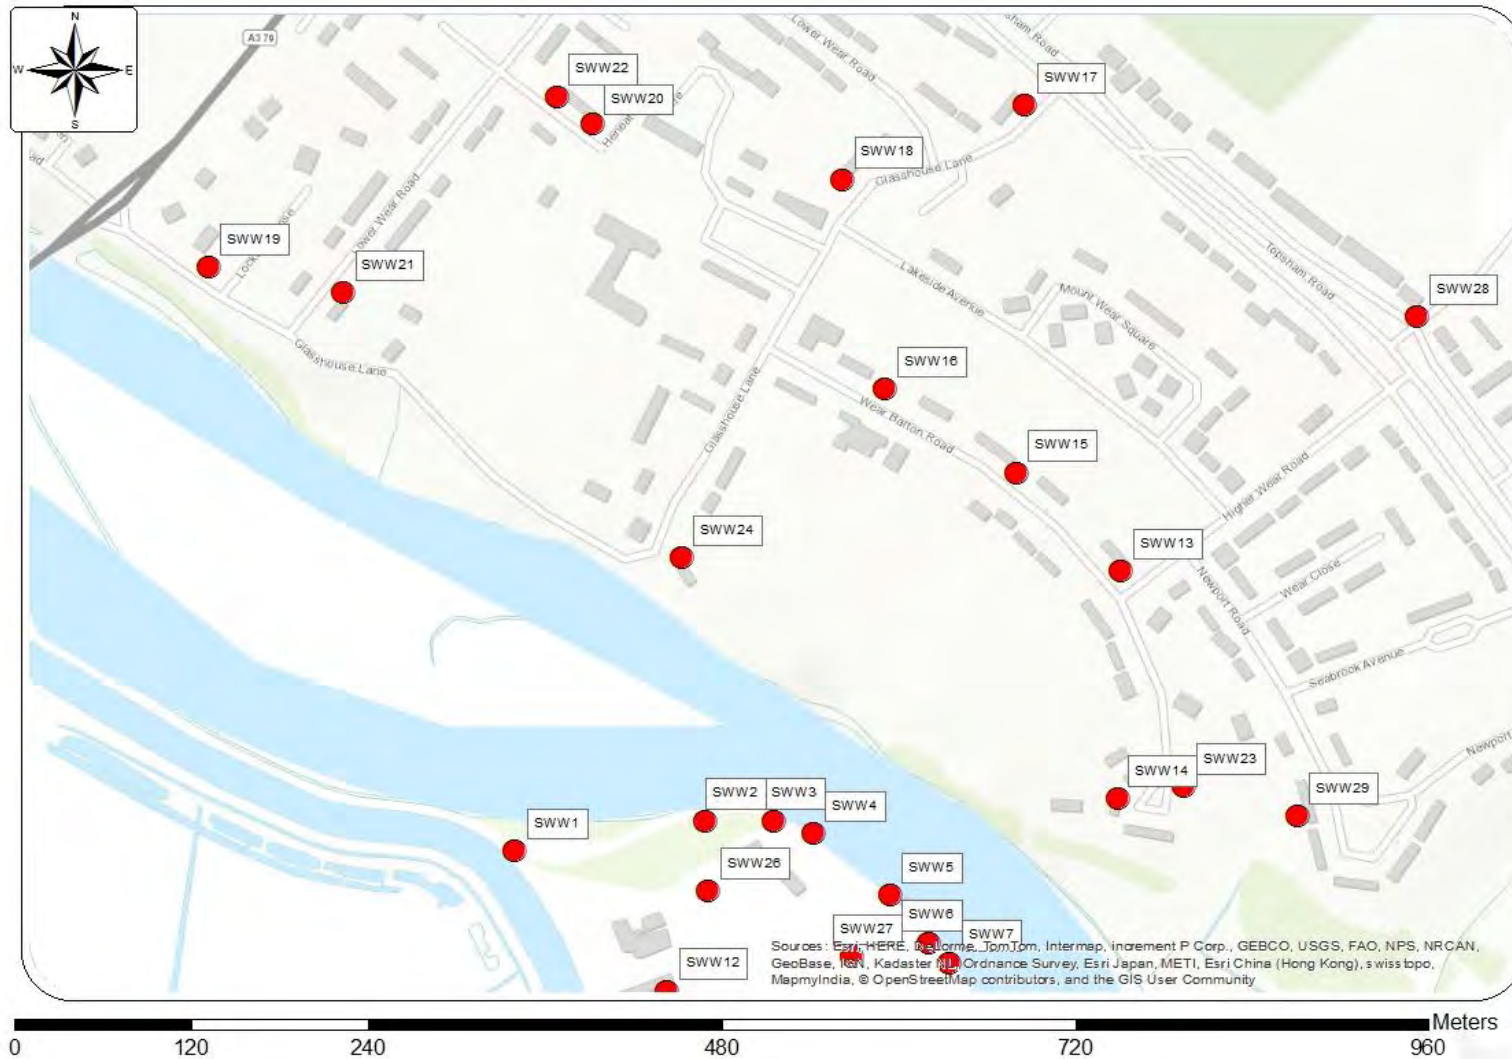 N
W
E
S
A379
Lower Wear Road
Topsham Road
SWW22
SWW20
SWW17
SWW18
Glasshouse Lane
SWW19
Lower Wear Road
SWW21
Lakeside Avenue
Mount Wear Square
Topsham Road
SWW28
Glasshouse Lane
SWW16
Glasshouse Lane
Wear Barton Road
SWW15
Higher Wear Road
SWW24
SWW13
Newport Road
Wear Close
Seabrook Avenue
Newport
SWW14
SWW23
SWW29
SWW1
SWW2
SWW3
SWW4
SWW26
SWW5
SWW6
SWW27
SWW7
SWW12
Sources: Esri, HERE, DeLorme, TomTom, Intermap, increment P Corp., GEBCO, USGS, FAO, NPS, NRCAN,
GeoBase, IGN, Kadaster NL, Ordnance Survey, Esri Japan, METI, Esri China (Hong Kong), swisstopo,
MapmyIndia, © OpenStreetMap contributors, and the GIS User Community
Meters
0
120
240
480
720
960